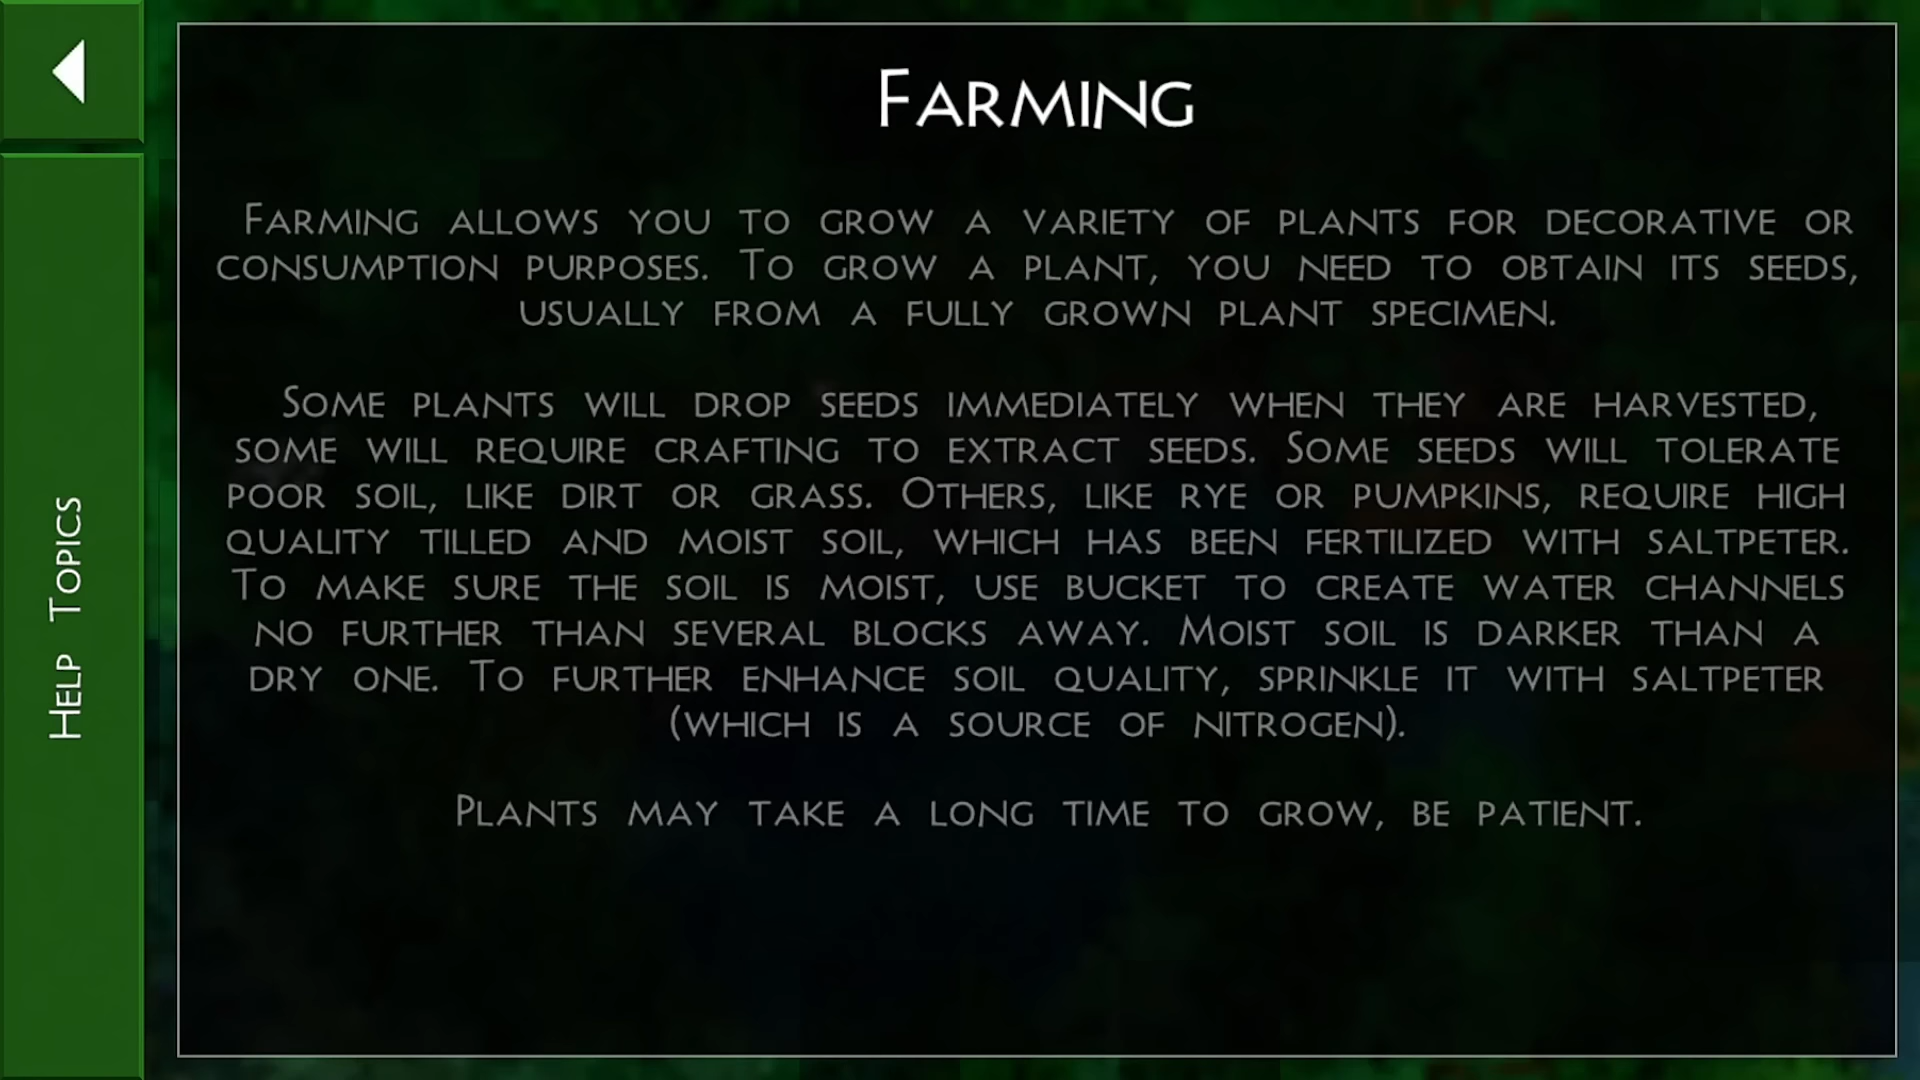 Farming
Farming allows you to grow a variety of plants for decorative or
consumption purposes. To grow a plant, you need to obtain its seeds,
usually from a fully grown plant specimen.
Some plants will drop seeds immediately when they are harvested,
some will require crafting to extract seeds. Some seeds will tolerate
poor soil, like dirt or grass. Others, like rye or pumpkins, require high
quality tilled and moist soil, which has been fertilized with saltpeter.
To make sure the soil is moist, use bucket to create water channels
no further than several blocks away. Moist soil is darker than a
dry one. To further enhance soil quality, sprinkle it with saltpeter
(which is a source of nitrogen).
Plants may take a long time to grow, be patient.
Help Topics